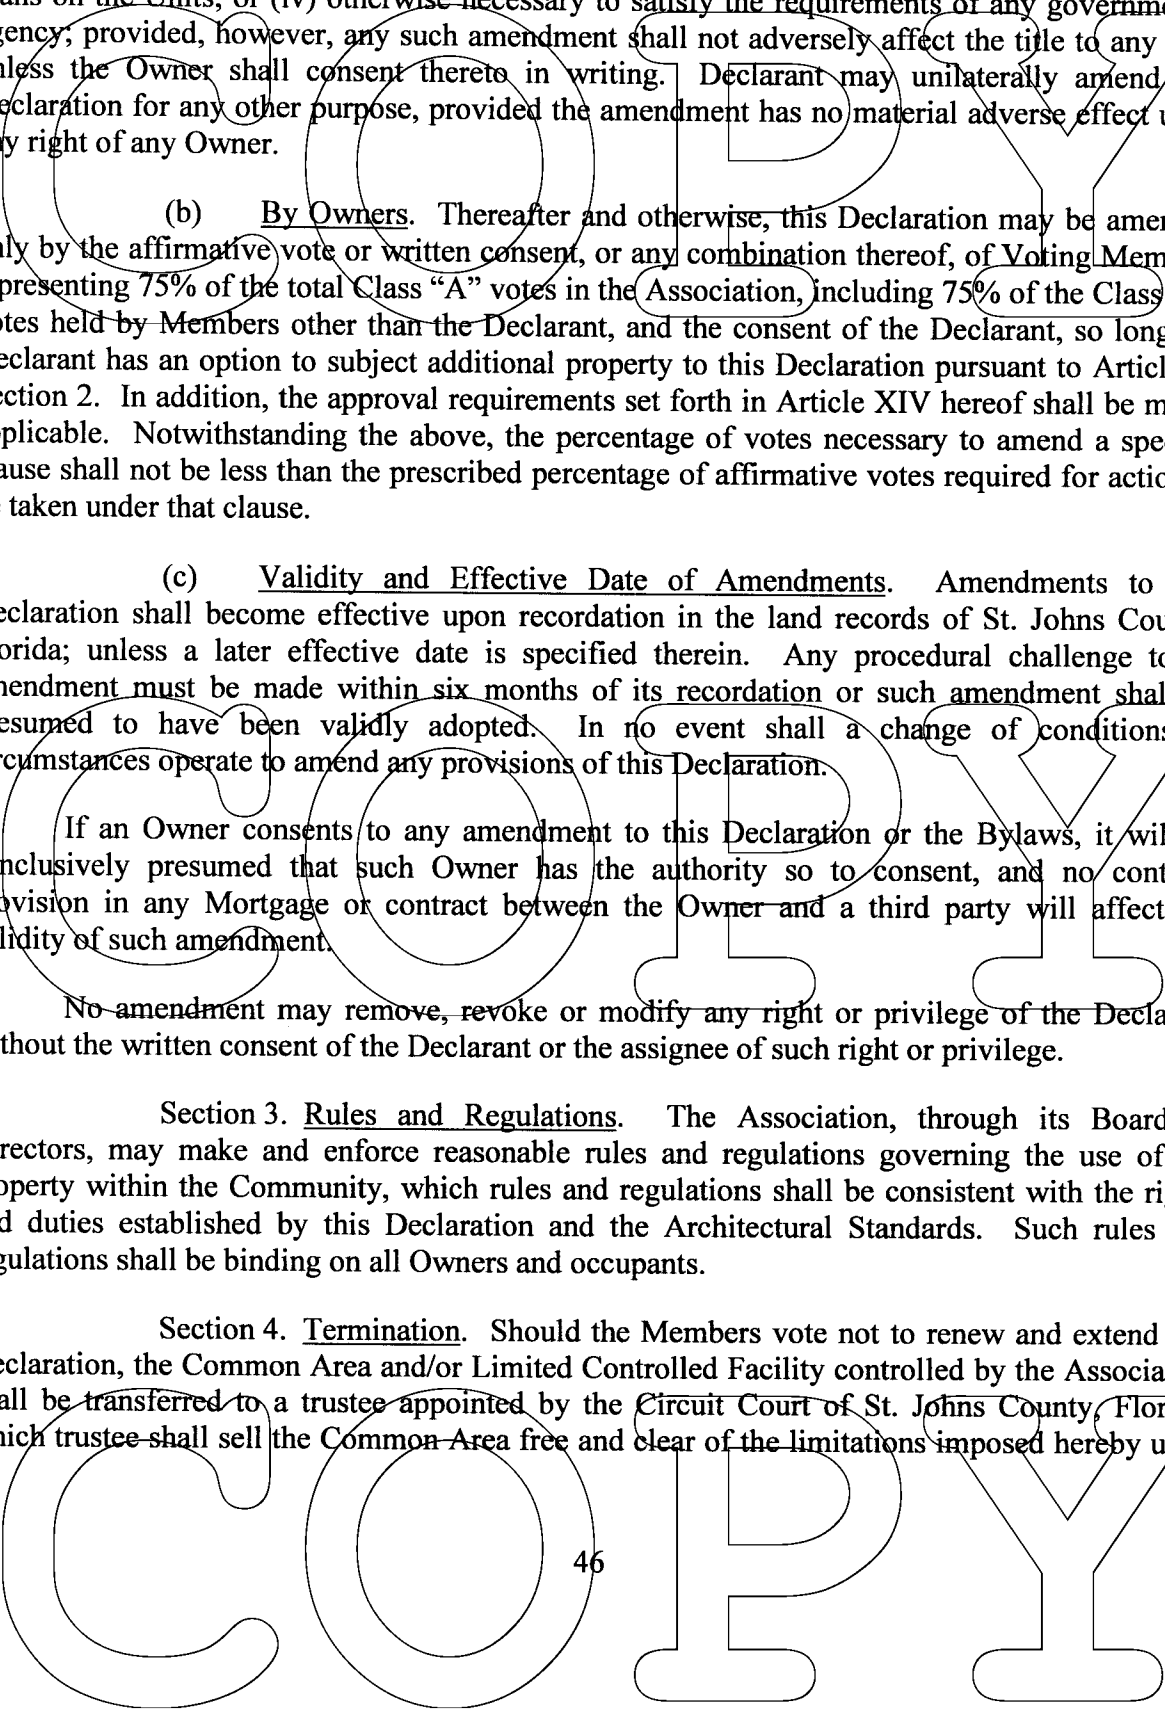 on the Units, or (iv) otherwise necessary to satisfy the requirements of any governme
gency; provided, however, any such amendment shall not adversely affect the title to any
nless the Owner shall consent thereto in writing. Declarant may unilaterally amend
eclaration for any other purpose, provided the amendment has no material adverse effect u
y right of any Owner.
(b) By Owners. Thereafter and otherwise, this Declaration may be amen
nly by the affirmative vote or written consent, or any combination thereof, of Voting Mem
presenting 75% of the total Class “A” votes in the Association, including 75% of the Class
otes held by Members other than the Declarant, and the consent of the Declarant, so long
eclarant has an option to subject additional property to this Declaration pursuant to Articl
ection 2. In addition, the approval requirements set forth in Article XIV hereof shall be m
plicable. Notwithstanding the above, the percentage of votes necessary to amend a spe
ause shall not be less than the prescribed percentage of affirmative votes required for actio
taken under that clause.
(c) Validity and Effective Date of Amendments. Amendments to
eclaration shall become effective upon recordation in the land records of St. Johns Cou
orida; unless a later effective date is specified therein. Any procedural challenge to
mendment must be made within six months of its recordation or such amendment shal
esumed to have been validly adopted. In no event shall a change of conditions
rcumstances operate to amend any provisions of this Declaration.
If an Owner consents to any amendment to this Declaration or the Bylaws, it wil
nclusively presumed that such Owner has the authority so to consent, and no cont
ovision in any Mortgage or contract between the Owner and a third party will affect
lidity of such amendment.
No amendment may remove, revoke or modify any right or privilege of the Decla
thout the written consent of the Declarant or the assignee of such right or privilege.
Section 3. Rules and Regulations. The Association, through its Board
rectors, may make and enforce reasonable rules and regulations governing the use of
operty within the Community, which rules and regulations shall be consistent with the ri
d duties established by this Declaration and the Architectural Standards. Such rules
gulations shall be binding on all Owners and occupants.
Section 4. Termination. Should the Members vote not to renew and extend
eclaration, the Common Area and/or Limited Controlled Facility controlled by the Associa
all be transferred to a trustee appointed by the Circuit Court of St. Johns County, Flor
hich trustee shall sell the Common Area free and clear of the limitations imposed hereby u
46
COPY
COPY
COPY